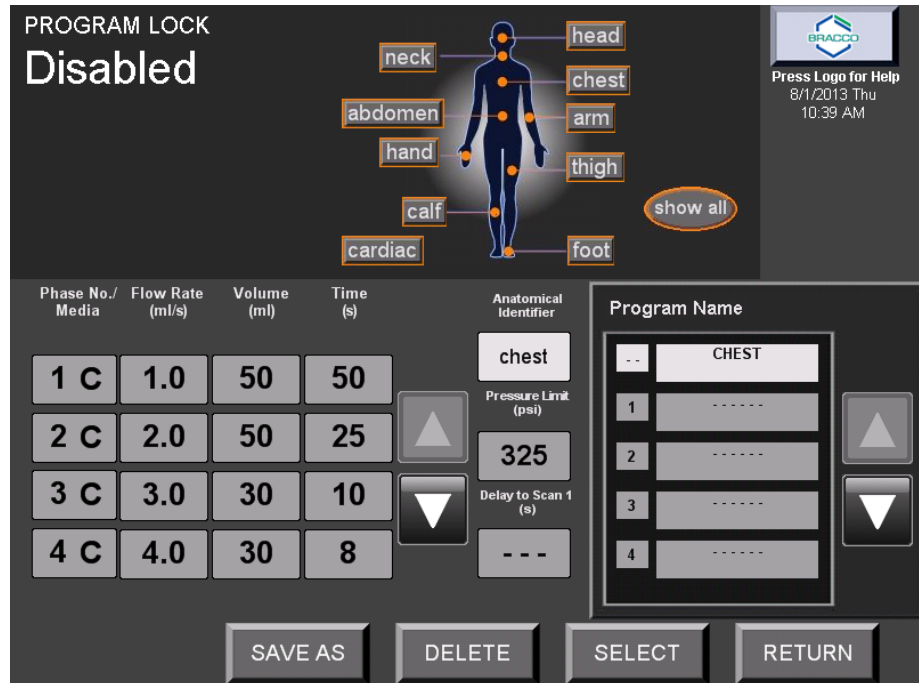 PROGRAM LOCK
Disabled
head
neck
chest
abdomen
arm
hand
thigh
calf
show all
cardiac
foot
BRACCO
Press Logo for Help
8/1/2013 Thu
10:39 AM
Phase No./ Media
Flow Rate (ml/s)
Volume (ml)
Time (s)
1 C 1.0 50 50
2 C 2.0 50 25
3 C 3.0 30 10
4 C 4.0 30 8
Anatomical
Identifier
chest
Pressure Limit
(psi)
325
Delay to Scan 1
(s)
- - -
Program Name
- - CHEST
1 - - - - - -
2 - - - - - -
3 - - - - - -
4 - - - - - -
SAVE AS DELETE SELECT RETURN